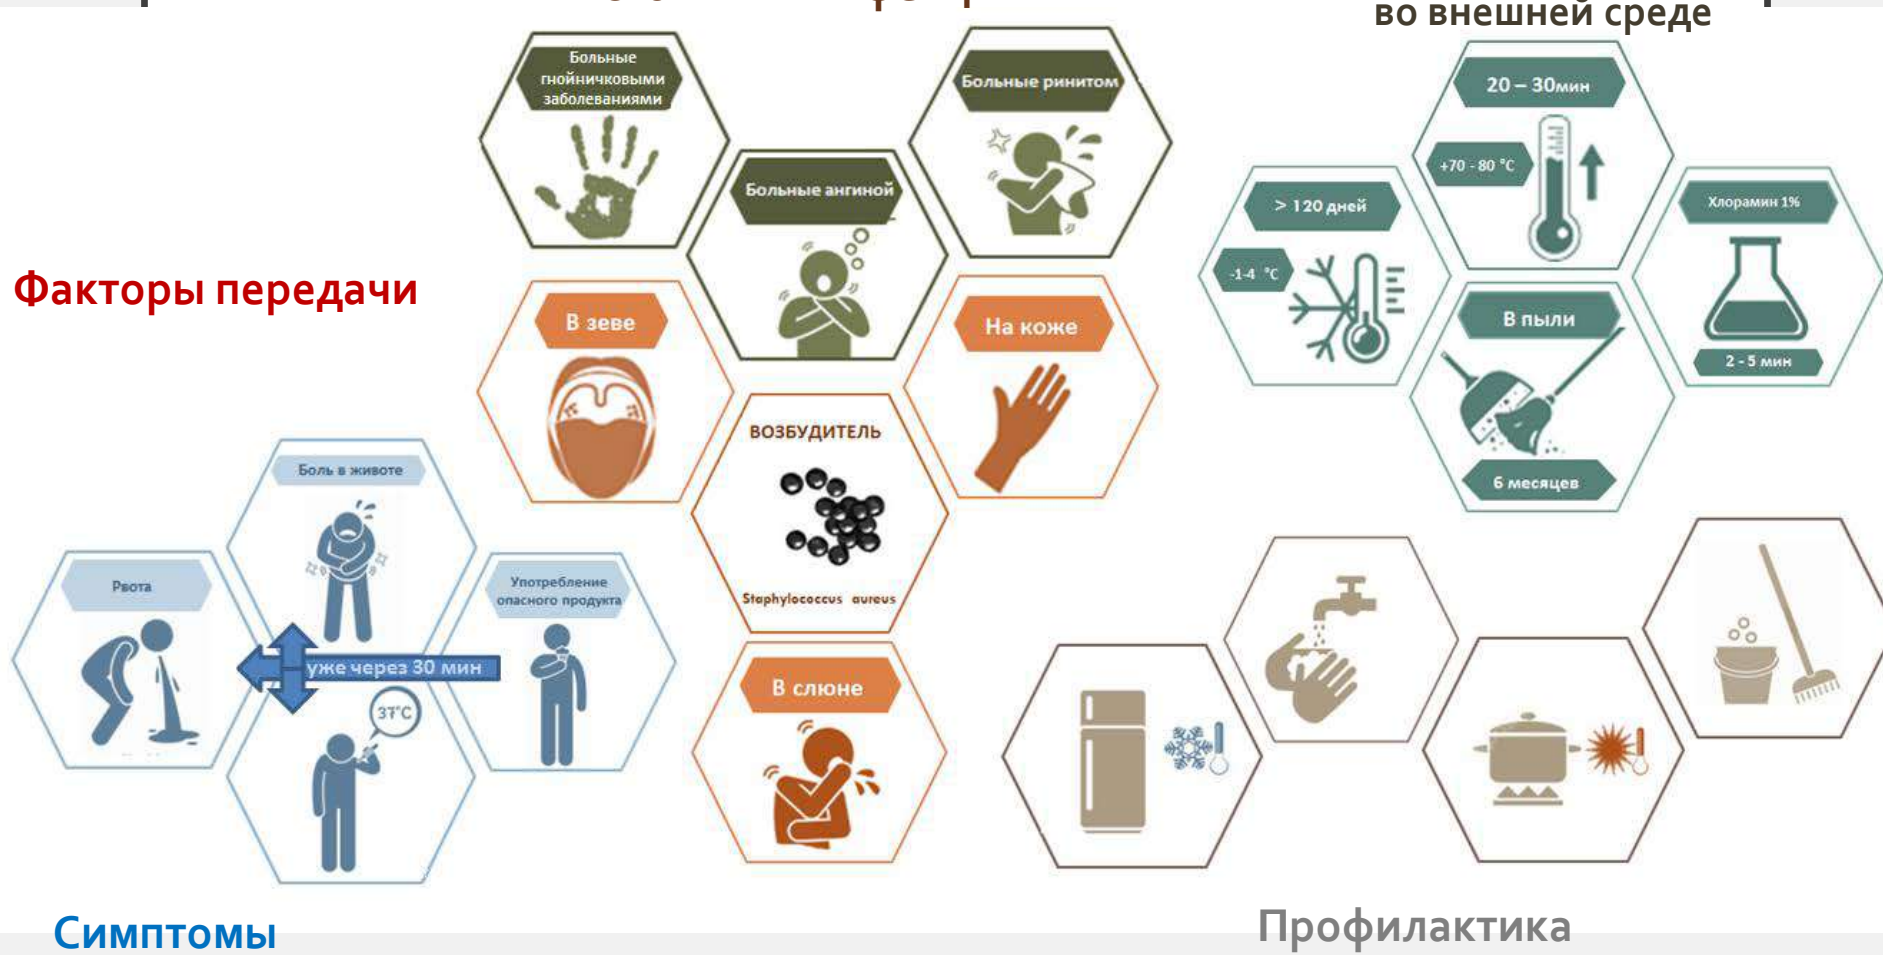 во внешней среде
Больные
гнойничковыми
заболеваниями
Больные ринитом
Больные ангиной
20 – 30мин
+70 - 80 °C
> 120 дней
-1-4 °C
Хлорамин 1%
2 - 5 мин
В пыли
6 месяцев
Факторы передачи
В зеве
На коже
ВОЗБУДИТЕЛЬ
Staphylococcus aureus
В слюне
Боль в животе
Рвота
Употребление
опасного продукта
уже через 30 мин
37°C
Симптомы
Профилактика